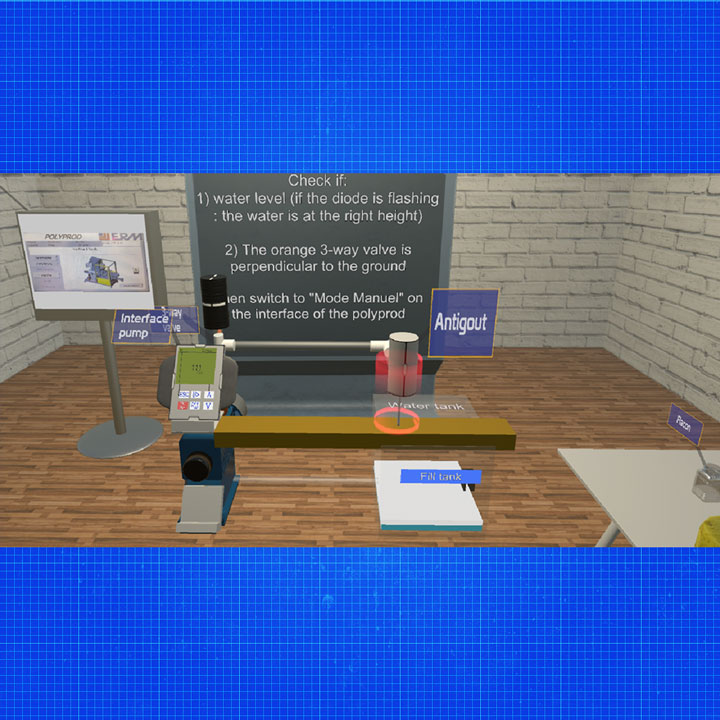 Check if:
1) water level (if the diode is flashing
: the water is at the right height)
2) The orange 3-way valve is
perpendicular to the ground
en switch to "Mode Manuel" on
the interface of the polyprod
POLYPROD
ERM
Interface
pump
Antigout
Water tank
Fill tank